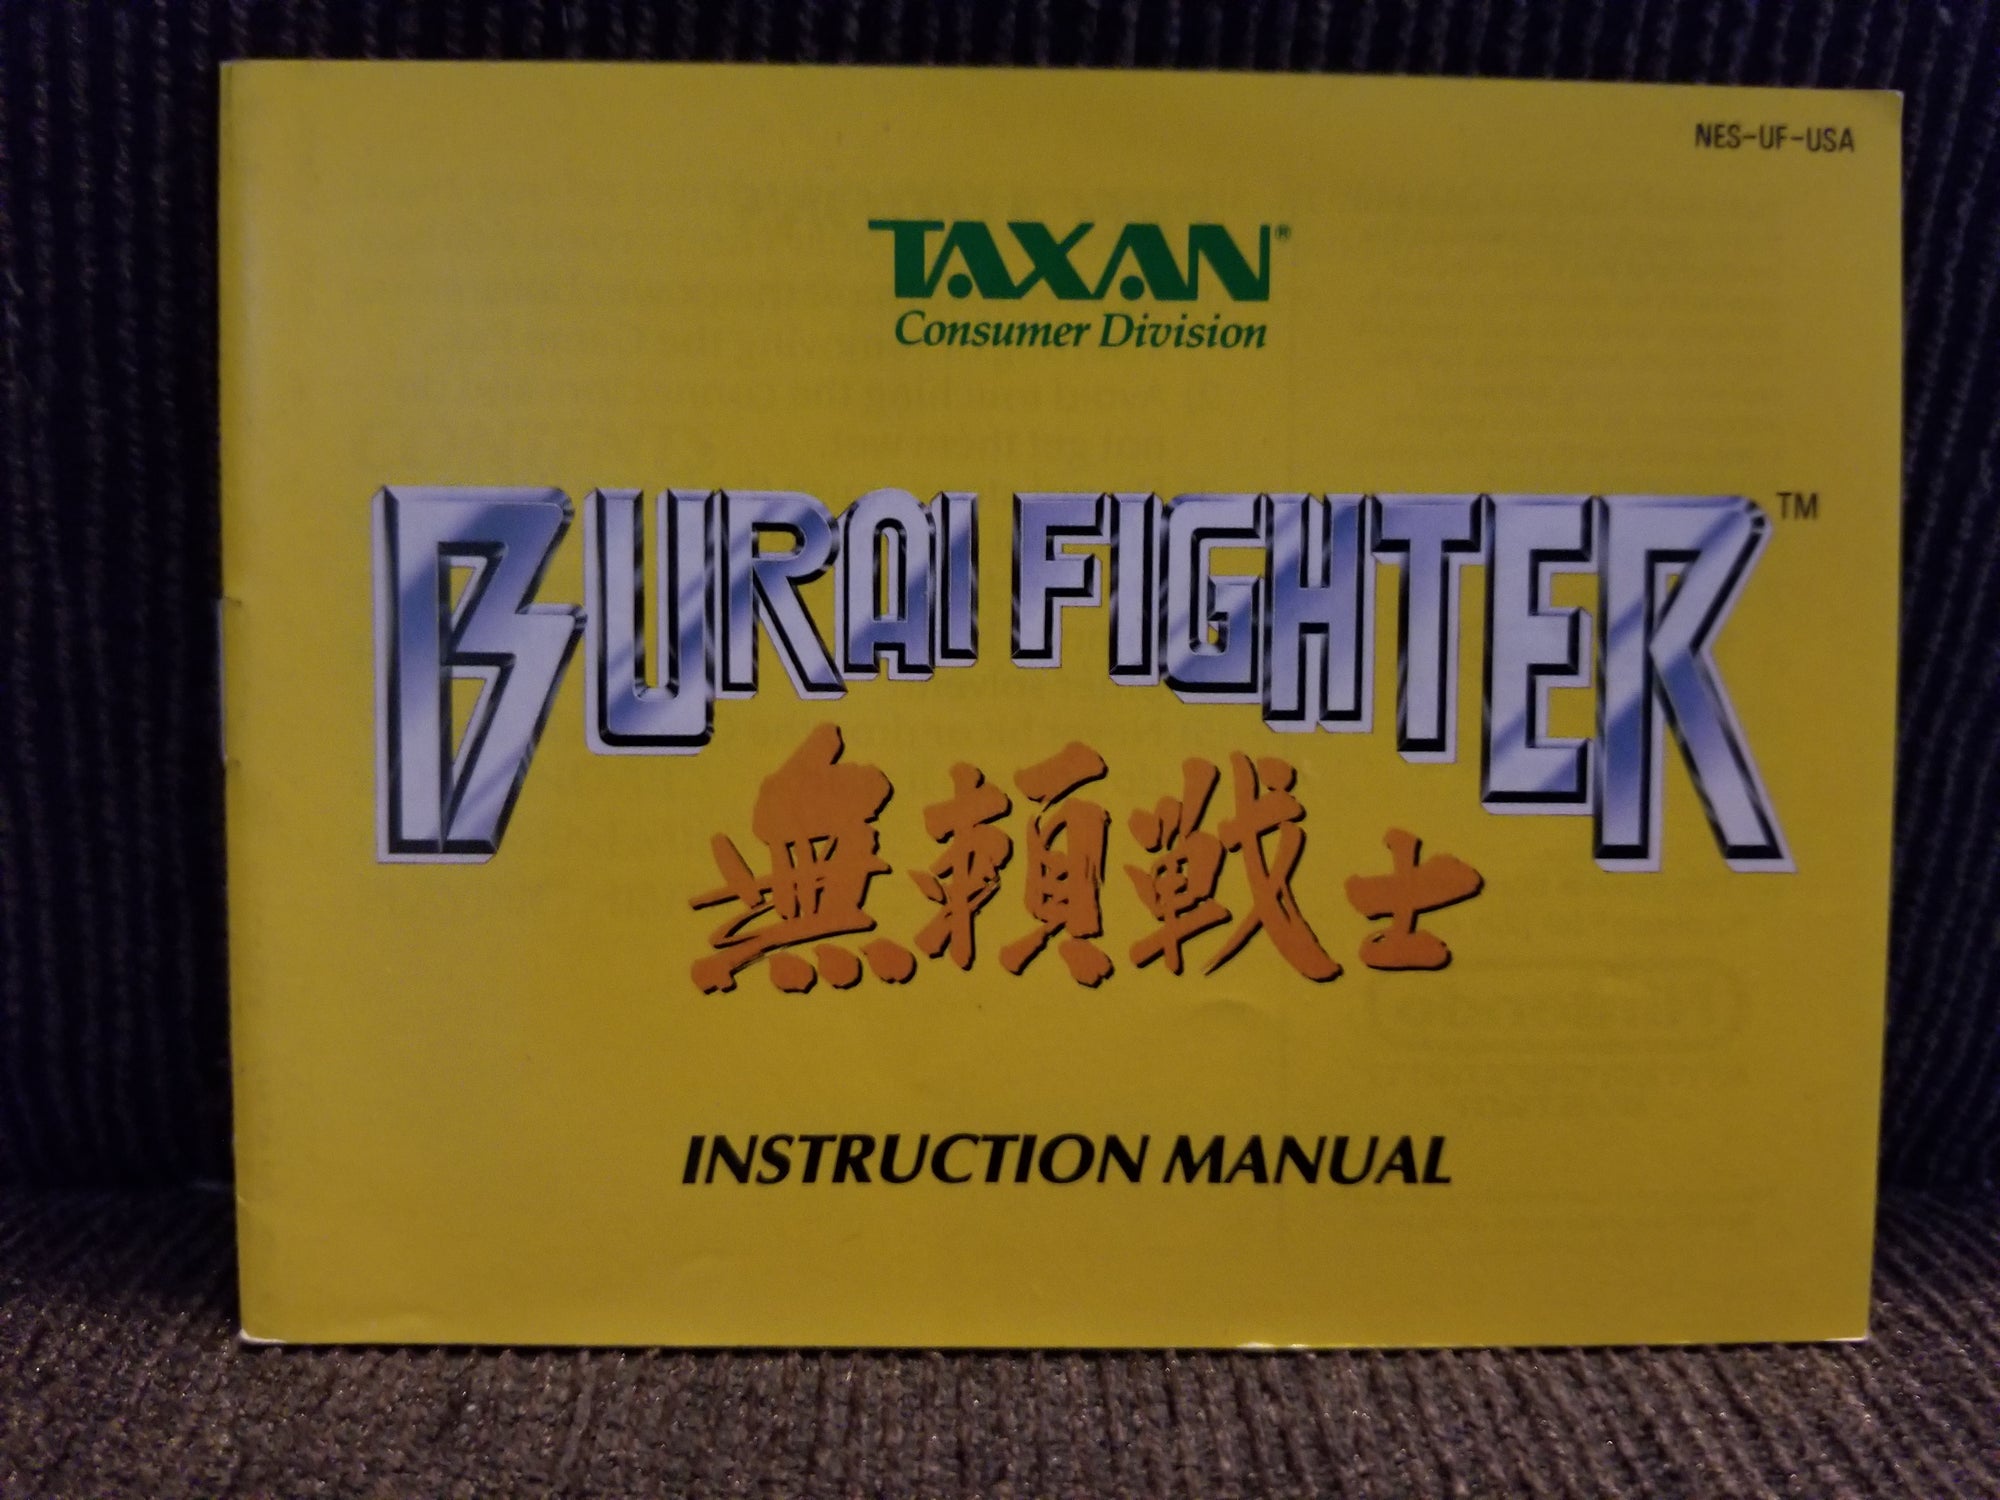 NES-UF-USA
TAXAN®
Consumer Division
BURAI FIGHTER™
無頼戦士
INSTRUCTION MANUAL